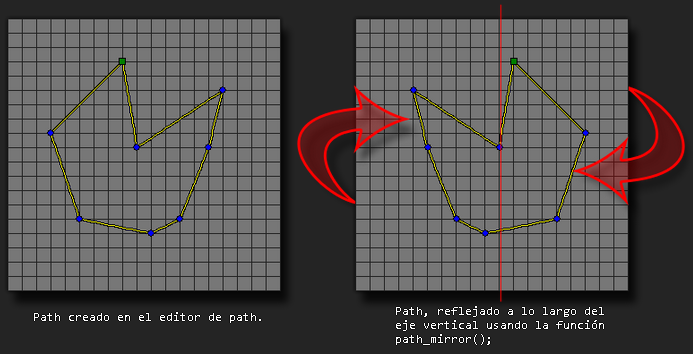 Path creado en el editor de path.
Path, reflejado a lo largo del
eje vertical usando la función
path_mirror();